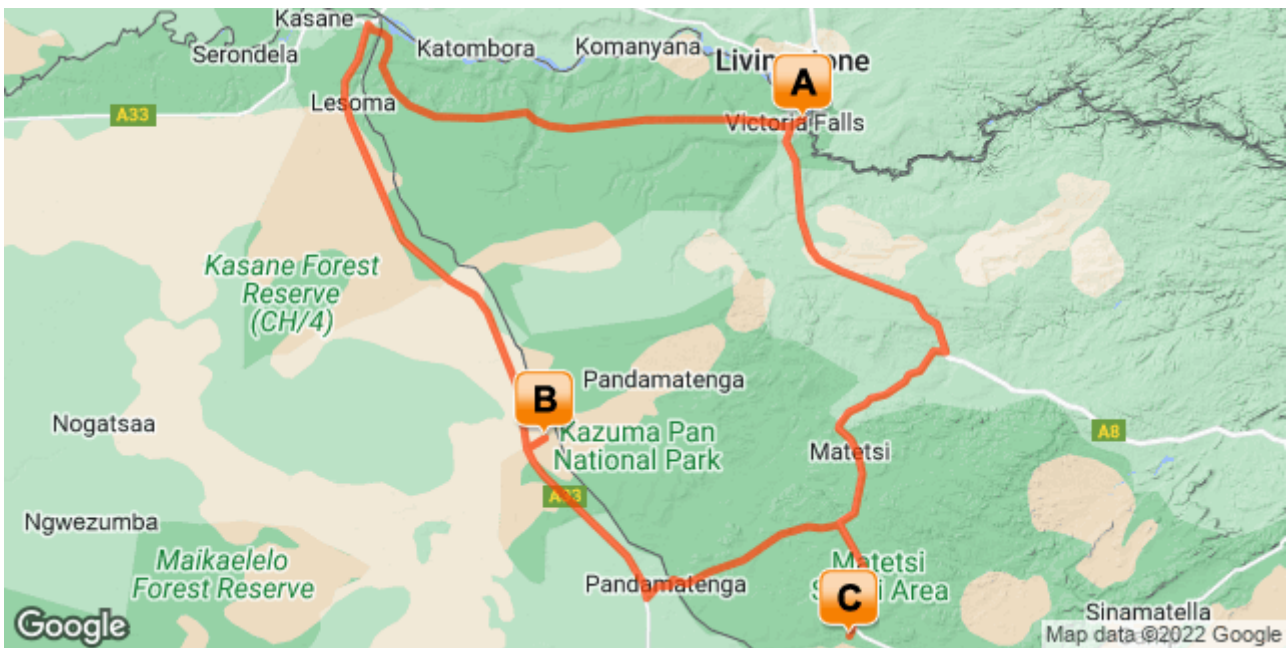 Kasane
Serondela
Katombora
Komanyana
A
Lesoma
A33
Victoria Falls
Kasane Forest
Reserve
(CH/4)
B
Pandamatenga
Nogatsaa
Kazuma Pan
National Park
Matetsi
A8
Ngwezumba
Maikaelelo
Forest Reserve
Pandamatenga
Matetsi
Area
C
Sinamatella
Google
Map data ©2022 Google